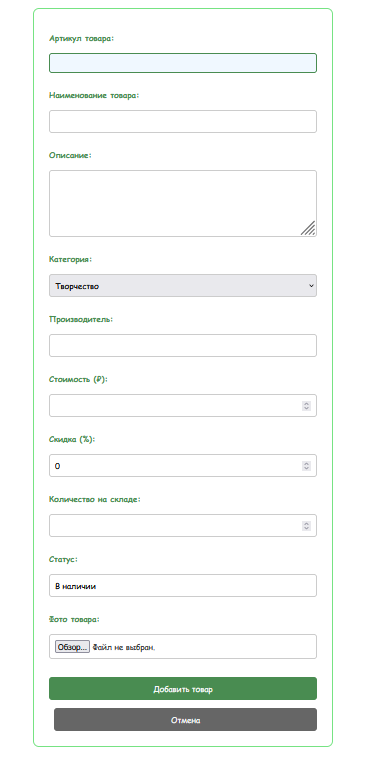 Артикул товара:
Наименование товара:
Описание:
Категория:
Творчество
Производитель:
Стоимость (₽):
Скидка (%):
0
Количество на складе:
Статус:
В наличии
Фото товара:
Обзор... Файл не выбран.
Добавить товар
Отмена